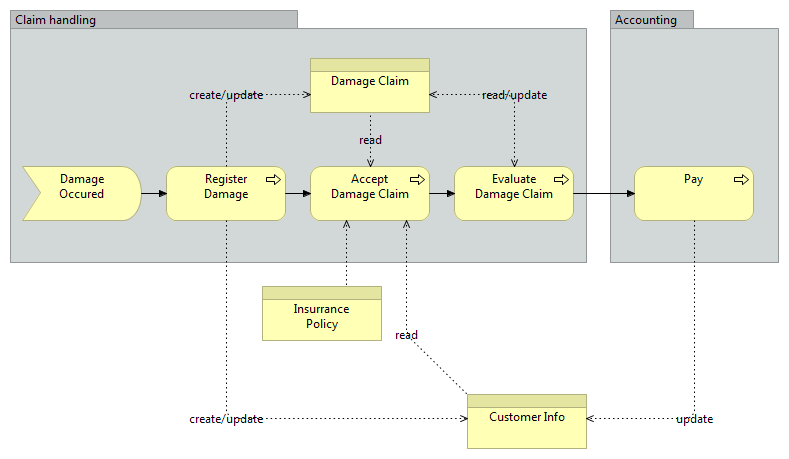 Claim handling
Accounting
Damage Claim
create/update
read/update
read
Damage
Occured
Register
Damage
Accept
Damage Claim
Evaluate
Damage Claim
Pay
Insurrance
Policy
read
Customer Info
create/update
update